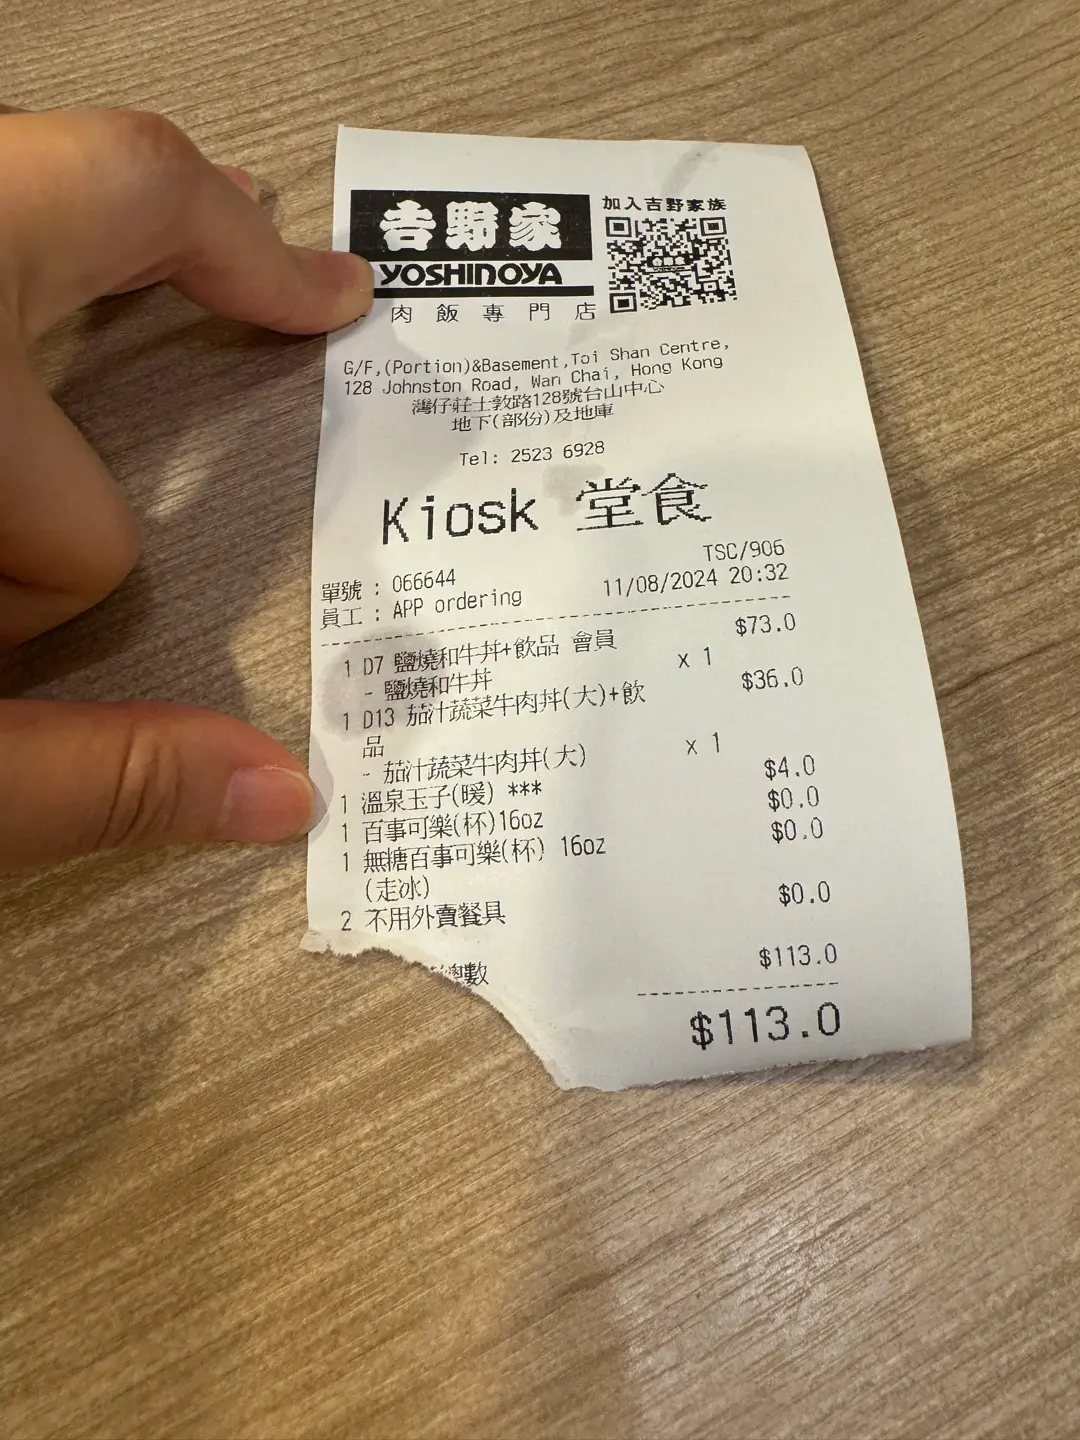 吉野家
YOSHINOYA
肉飯專門店
加入吉野家族
G/F,(Portion)&Basement,Toi Shan Centre,
128 Johnston Road, Wan Chai, Hong Kong
灣仔莊士敦路128號台山中心
地下(部份)及地庫
Tel: 2523 6928
Kiosk 堂食
TSC/906
單號 : 066644
11/08/2024 20:32
員工 : APP ordering
1 D7 鹽燒和牛丼+飲品 會員 $73.0
- 鹽燒和牛丼 x 1
1 D13 茄汁蔬菜牛肉丼(大)+飲 $36.0
品
- 茄汁蔬菜牛肉丼(大) x 1
1 溫泉玉子(暖) *** $4.0
1 百事可樂(杯)16oz $0.0
1 無糖百事可樂(杯) 16oz $0.0
(走冰)
2 不用外賣餐具 $0.0
總數 $113.0
$113.0